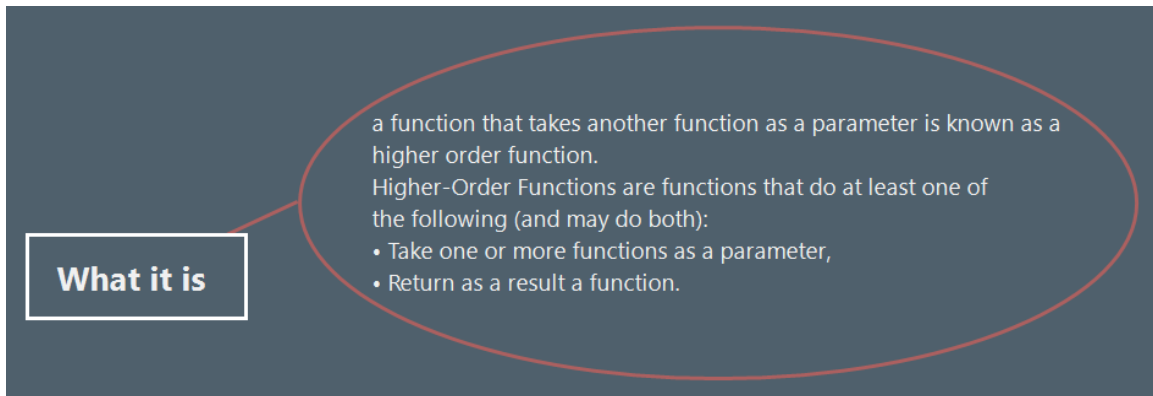 a function that takes another function as a parameter is known as a
higher order function.
Higher-Order Functions are functions that do at least one of
the following (and may do both):
• Take one or more functions as a parameter,
• Return as a result a function.
What it is